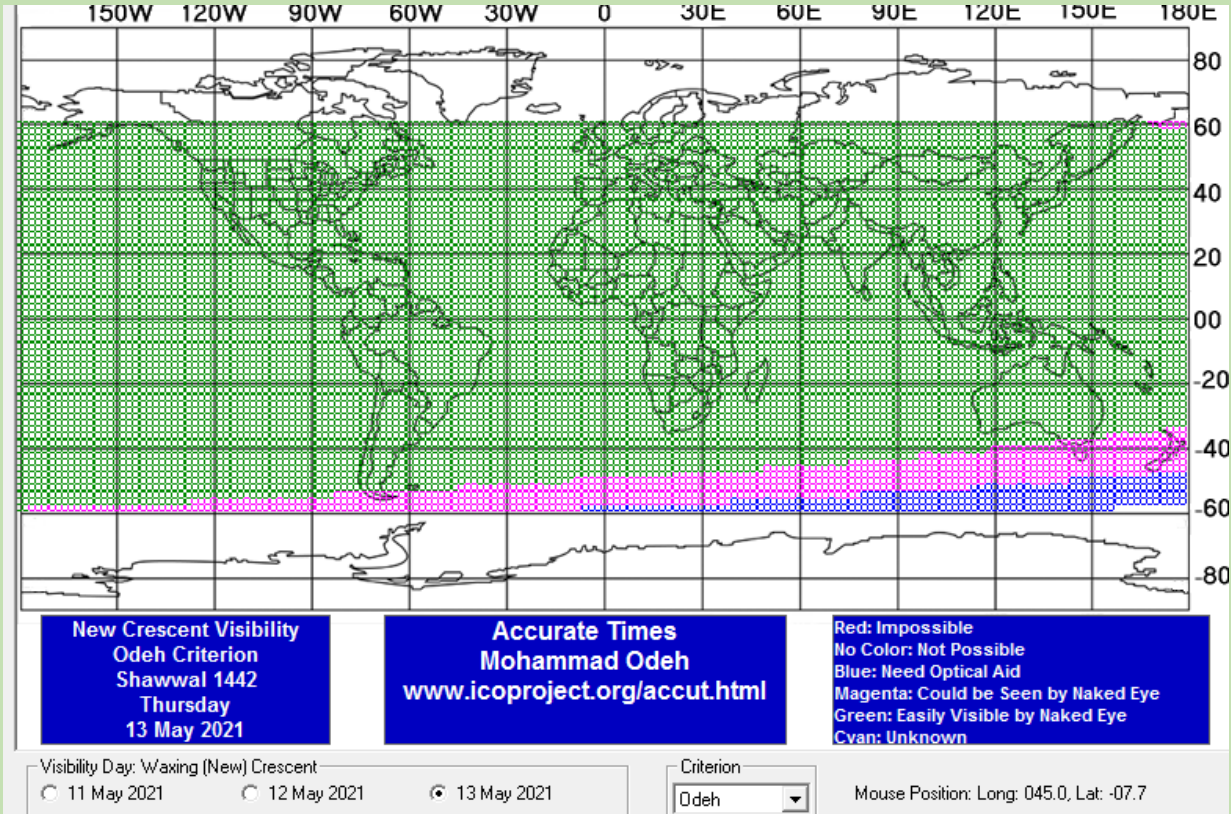 150W 120W 90W 60W 30W 0 30E 60E 90E 120E 150E 180E
80
60
40
20
00
-20
-40
-60
-80
New Crescent Visibility
Odeh Criterion
Shawwal 1442
Thursday
13 May 2021
Accurate Times
Mohammad Odeh
www.icoproject.org/accut.html
Red: Impossible
No Color: Not Possible
Blue: Need Optical Aid
Magenta: Could be Seen by Naked Eye
Green: Easily Visible by Naked Eye
Cyan: Unknown
Visibility Day: Waxing (New) Crescent
11 May 2021 12 May 2021 13 May 2021
Criterion
Odeh
Mouse Position: Long: 045.0, Lat: -07.7